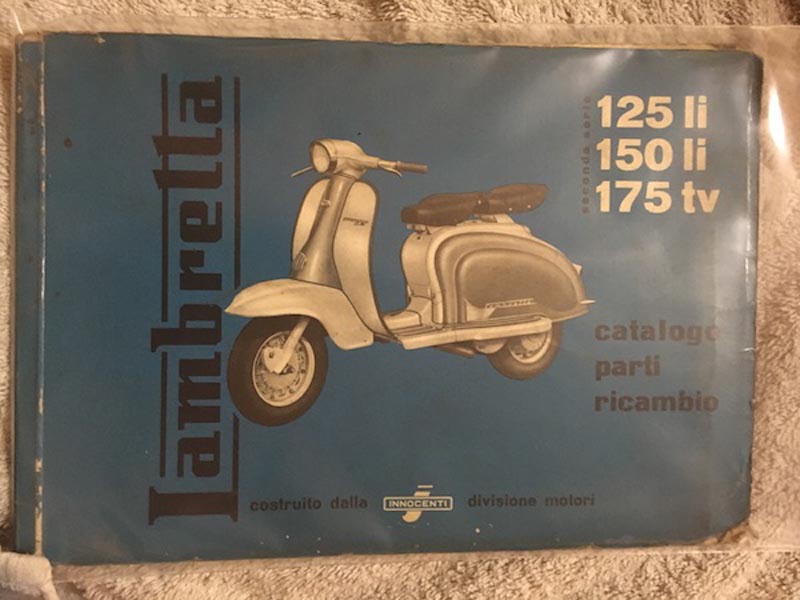 lambretta
seconda serie
125 li
150 li
175 tv
catalogo
parti
ricambio
costruito dalla INNOCENTI divisione motori